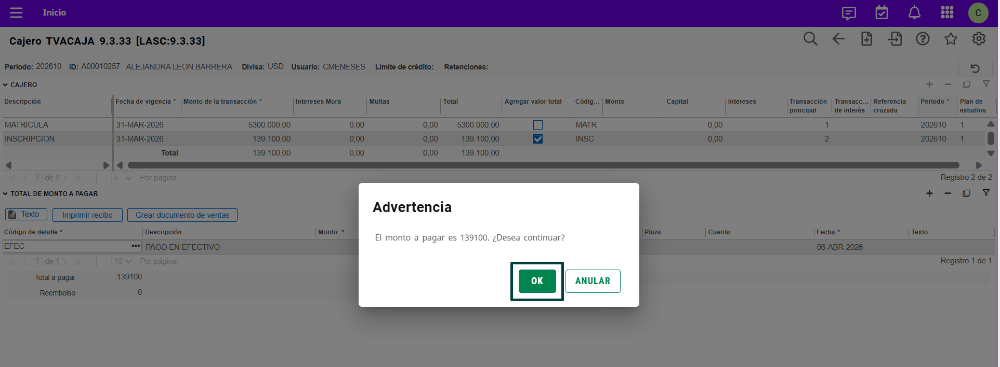 Inicio
C
Cajero TVACAJA 9.3.33 [LASC:9.3.33]
Periodo: 202610 ID: A00010257 ALEJANDRA LEON BARRERA Divisa: USD Usuario: CMENESES Límite de crédito: Retenciones:
CAJERO
Descripción Fecha de vigencia * Monto de la transacción * Intereses Mora Multas Total Agregar valor total Códig... Monto Capital Intereses Transacción principal Transacc... de interés Referencia cruzada Periodo * Plan de estudios
MATRICULA 31-MAR-2026 5300.000,00 0,00 0,00 5300.000,00 MATR 0,00 1 202610 1
INSCRIPCION 31-MAR-2026 139.100,00 0,00 0,00 139.100,00 INSC 0,00 2 202610 1
Total 139.100,00 0,00 0,00 139.100,00
1 de 1 5 Por página Registro 2 de 2
TOTAL DE MONTO A PAGAR
Texto Imprimir recibo Crear documento de ventas
Código de detalle * Descripción Monto * Plaza Cuenta Fecha * Texto
EFEC ••• PAGO EN EFECTIVO 06-ABR-2026
1 de 1 10 Por página Registro 1 de 1
Total a pagar 139100
Reembolso 0
Advertencia
El monto a pagar es 139100. ¿Desea continuar?
OK ANULAR